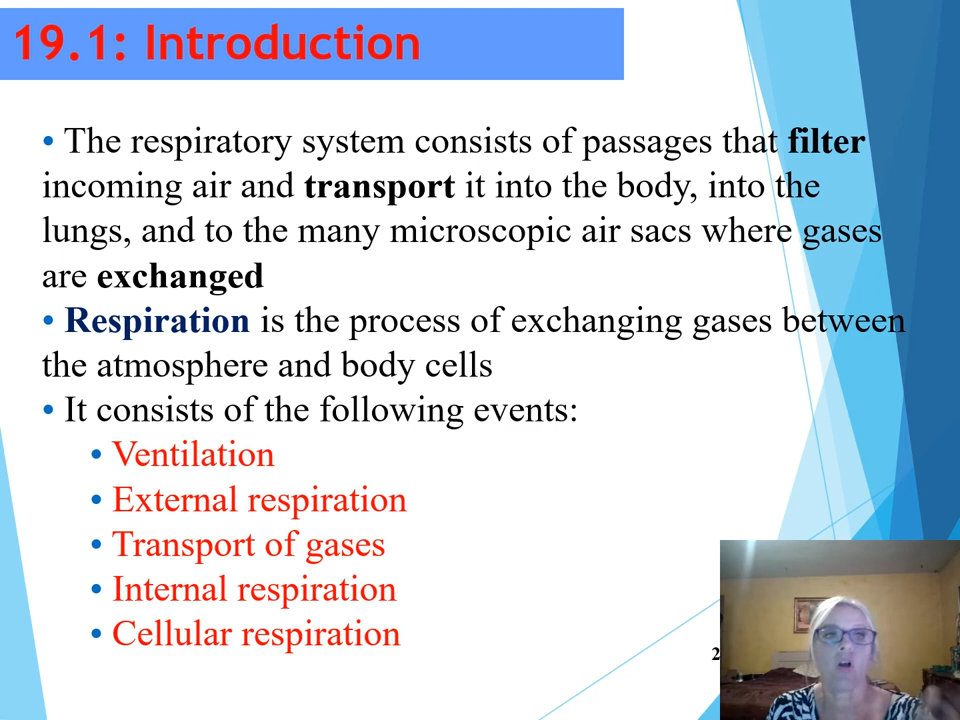 19.1: Introduction
• The respiratory system consists of passages that filter
incoming air and transport it into the body, into the
lungs, and to the many microscopic air sacs where gases
are exchanged
• Respiration is the process of exchanging gases between
the atmosphere and body cells
• It consists of the following events:
• Ventilation
• External respiration
• Transport of gases
• Internal respiration
• Cellular respiration
2